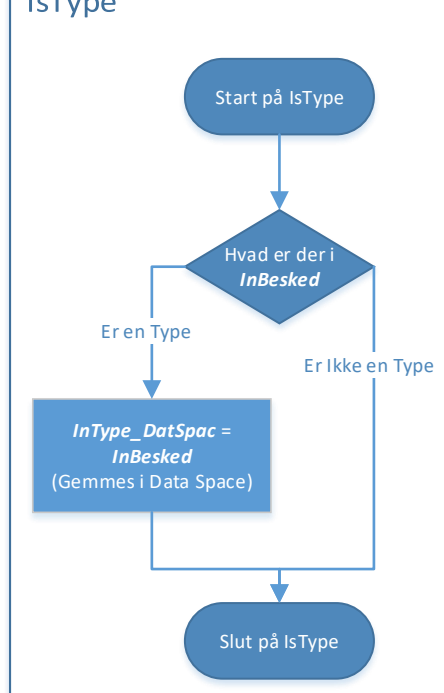 IsType
Start på IsType
Hvad er der i
InBesked
Er en Type
Er Ikke en Type
InType_DatSpac =
InBesked
(Gemmes i Data Space)
Slut på IsType